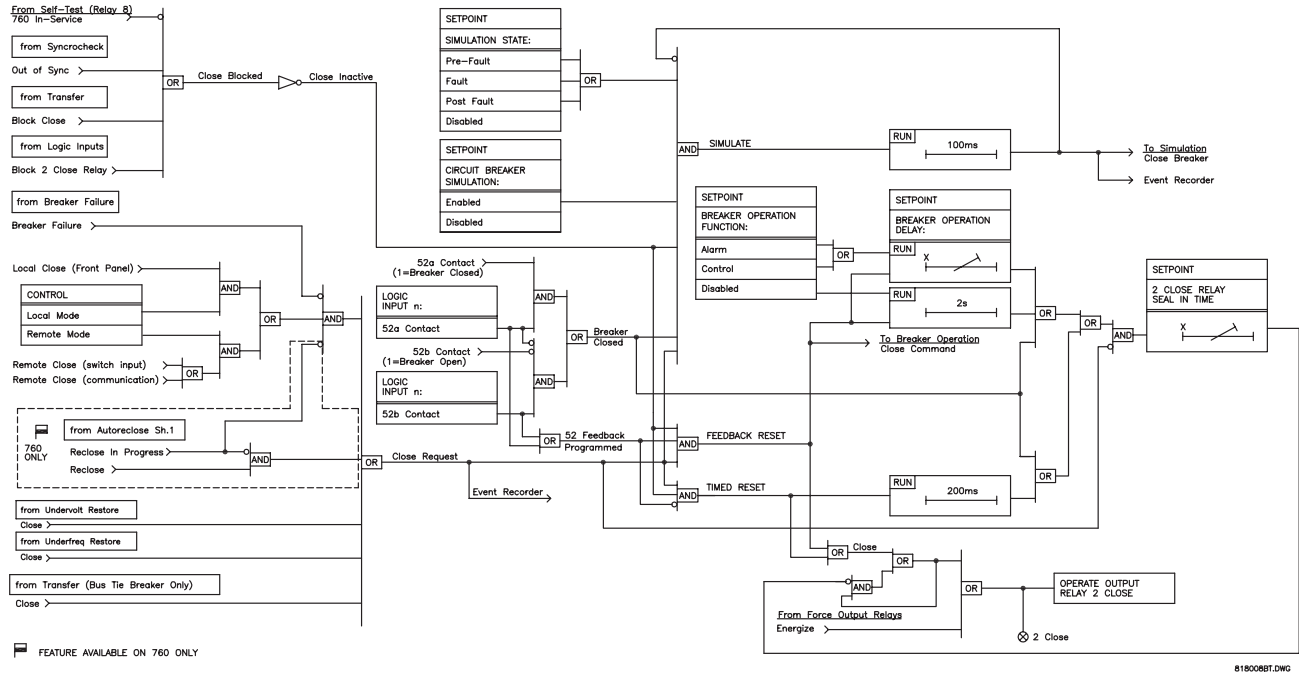 From Self-Test (Relay 8)
760 In-Service
from Syncrocheck
Out of Sync
from Transfer
Block Close
from Logic Inputs
Block 2 Close Relay
from Breaker Failure
Breaker Failure
OR
Close Blocked
Close Inactive
Local Close (Front Panel)
CONTROL
Local Mode
Remote Mode
Remote Close (switch input)
Remote Close (communication)
OR
AND
AND
OR
AND
760
ONLY
from Autoreclose Sh.1
Reclose In Progress
Reclose
AND
OR
Close Request
Event Recorder
from Undervolt Restore
Close
from Underfreq Restore
Close
from Transfer (Bus Tie Breaker Only)
Close
FEATURE AVAILABLE ON 760 ONLY
SETPOINT
SIMULATION STATE:
Pre-Fault
Fault
Post Fault
Disabled
OR
SETPOINT
CIRCUIT BREAKER
SIMULATION:
Enabled
Disabled
52a Contact
(1=Breaker Closed)
LOGIC
INPUT n:
52a Contact
52b Contact
(1=Breaker Open)
LOGIC
INPUT n:
52b Contact
AND
AND
OR
Breaker
Closed
OR
52 Feedback
Programmed
AND
SIMULATE
RUN
100ms
To Simulation
Close Breaker
Event Recorder
SETPOINT
BREAKER OPERATION
FUNCTION:
Alarm
Control
Disabled
OR
SETPOINT
BREAKER OPERATION
DELAY:
RUN
X
RUN
2s
To Breaker Operation
Close Command
AND
FEEDBACK RESET
AND
TIMED RESET
RUN
200ms
OR
OR
OR
AND
SETPOINT
2 CLOSE RELAY
SEAL IN TIME
X
OR
Close
OR
AND
From Force Output Relays
Energize
OR
OPERATE OUTPUT
RELAY 2 CLOSE
2 Close
818008BT.DWG